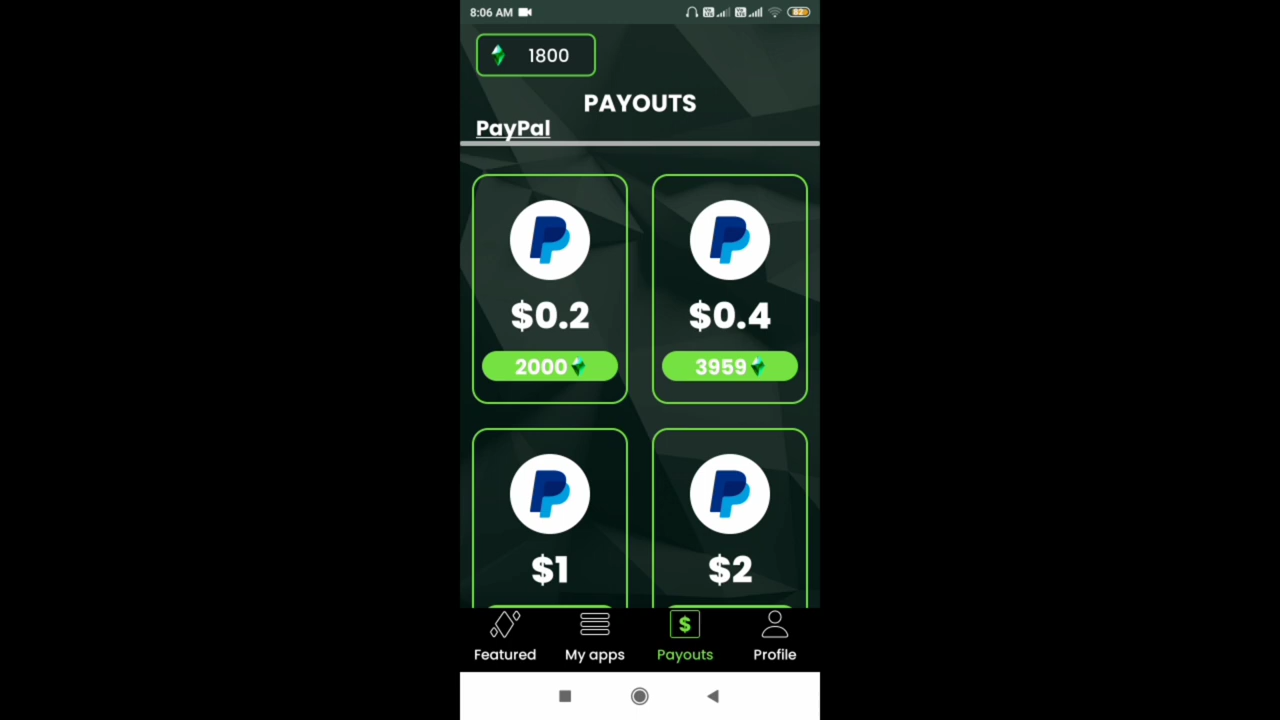 8:06 AM 82
1800
PAYOUTS
PayPal
$0.2 $0.4
2000 3959
$1 $2
Featured My apps Payouts Profile